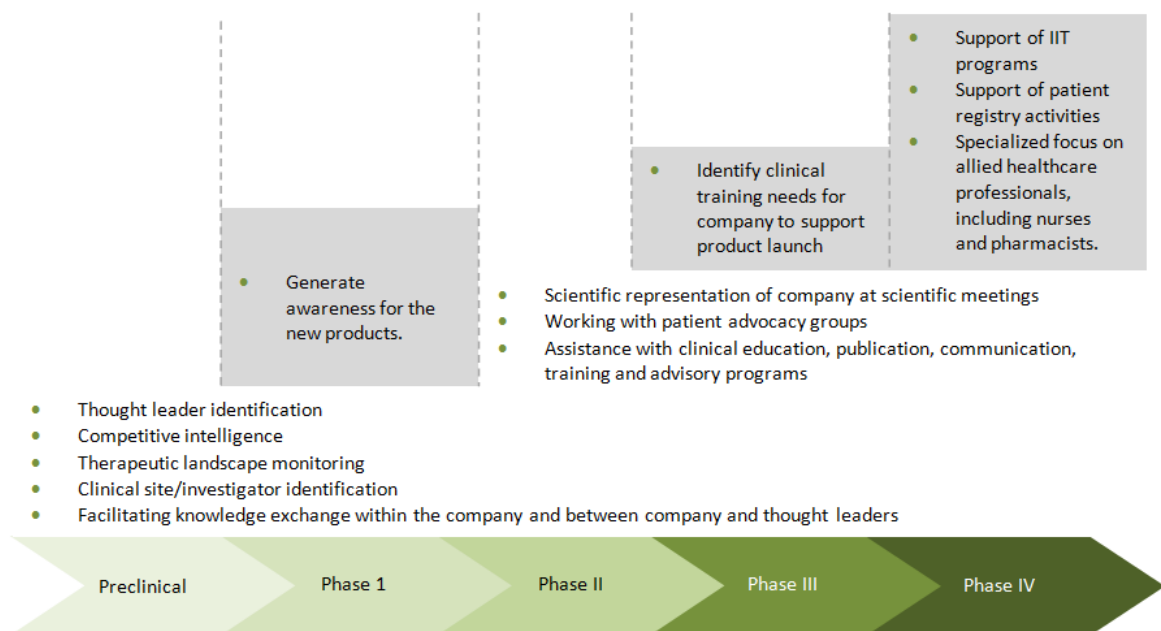 • Support of IIT
programs
• Support of patient
registry activities
• Specialized focus on
allied healthcare
professionals,
including nurses
and pharmacists.
• Identify clinical
training needs for
company to support
product launch
• Generate
awareness for the
new products.
• Scientific representation of company at scientific meetings
• Working with patient advocacy groups
• Assistance with clinical education, publication, communication,
training and advisory programs
• Thought leader identification
• Competitive intelligence
• Therapeutic landscape monitoring
• Clinical site/investigator identification
• Facilitating knowledge exchange within the company and between company and thought leaders
Preclinical
Phase 1
Phase II
Phase III
Phase IV